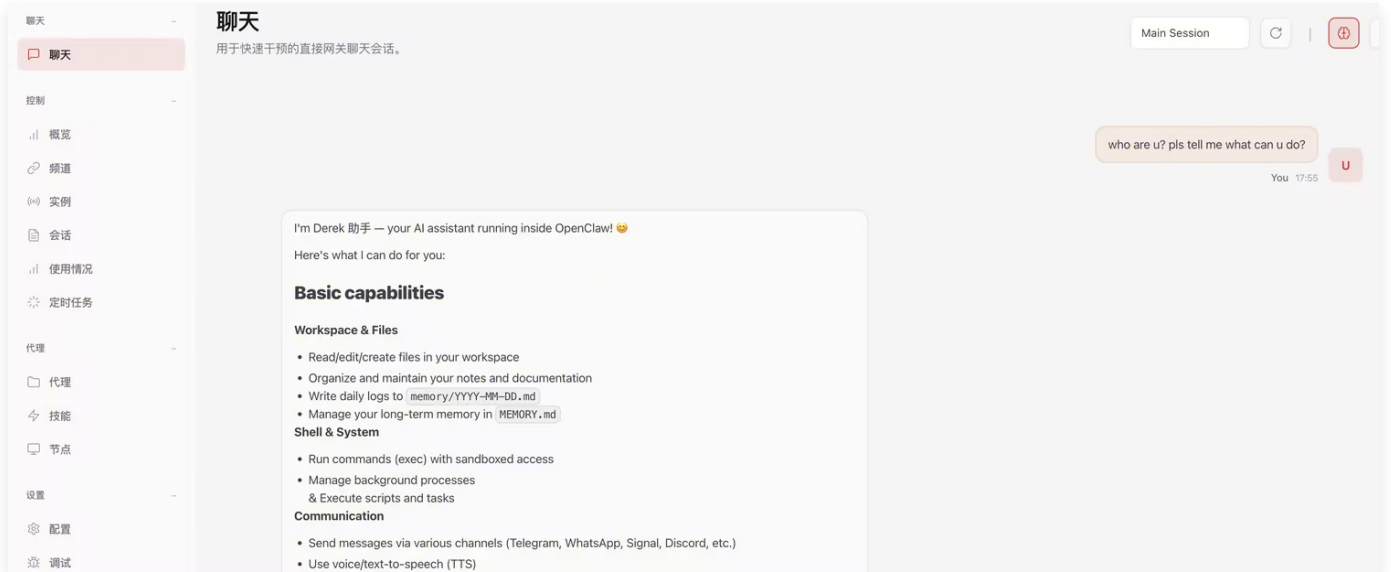 聊天
聊天
控制
概览
频道
实例
会话
使用情况
定时任务
代理
代理
技能
节点
设置
配置
调试
聊天
用于快速干预的直接网关聊天会话。
Main Session
who are u? pls tell me what can u do?
U
You 17:55
I'm Derek 助手 — your AI assistant running inside OpenClaw! 😊
Here's what I can do for you:
Basic capabilities
Workspace & Files
• Read/edit/create files in your workspace
• Organize and maintain your notes and documentation
• Write daily logs to memory/YYYY-MM-DD.md
• Manage your long-term memory in MEMORY.md
Shell & System
• Run commands (exec) with sandboxed access
• Manage background processes
& Execute scripts and tasks
Communication
• Send messages via various channels (Telegram, WhatsApp, Signal, Discord, etc.)
• Use voice/text-to-speech (TTS)